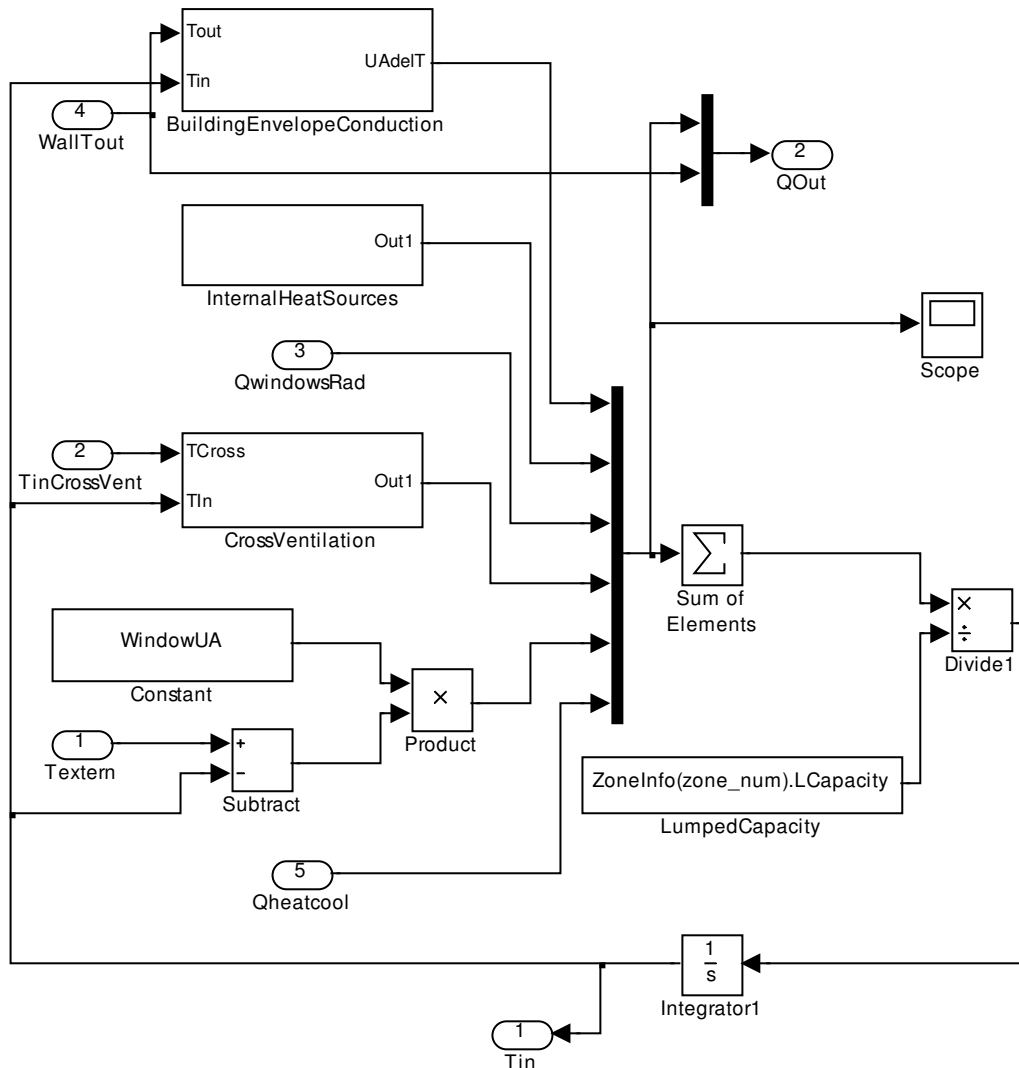 Tout
UAdelT
Tin
BuildingEnvelopeConduction
4
WallTout
2
QOut
Out1
InternalHeatSources
3
QwindowsRad
Scope
2
TinCrossVent
TCross
Out1
TIn
CrossVentilation
Sum of
Elements
WindowUA
Constant
×
Product
×
÷
Divide1
1
Textern
+
−
Subtract
ZoneInfo(zone_num).LCapacity
LumpedCapacity
5
Qheatcool
1
s
Integrator1
1
Tin